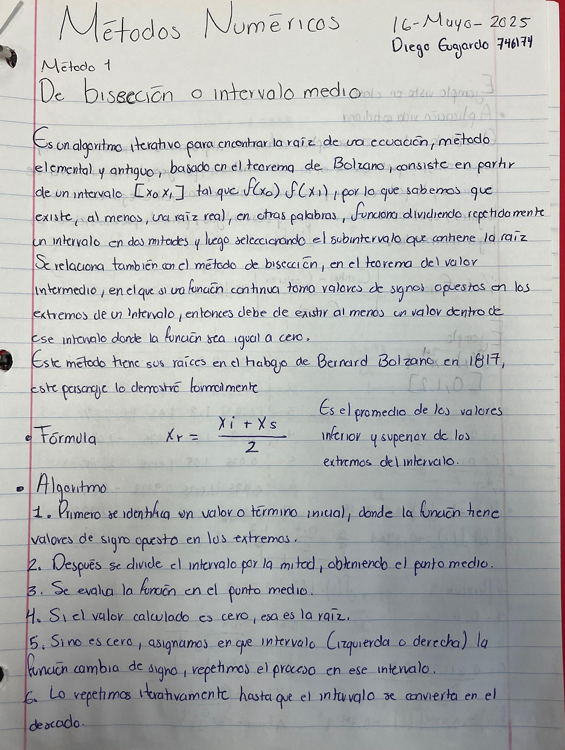 Métodos Numéricos
16-Mayo-2025
Diego Gugardo 746174
Método 1
De bisección o intervalo medio
Es un algoritmo iterativo para encontrar la raíz de una ecuación, método
elemental y antiguo, basado en el teorema de Bolzano, consiste en partir
de un intervalo [x0 x1] tal que f(x0) f(x1), por lo que sabemos que
existe, al menos, una raíz real, en otras palabras, funciona dividiendo repetidamente
un intervalo en dos mitades y luego seleccionando el subintervalo que contiene la raíz
Se relaciona también con el método de bisección, en el teorema del valor
intermedio, en el que si una función continua toma valores de signos opuestos en los
extremos de un intervalo, entonces debe de existir al menos un valor dentro de
ese intervalo donde la función sea igual a cero.
Este método tiene sus raíces en el trabajo de Bernard Bolzano en 1817,
este personaje lo demostró formalmente
• Fórmula xr = xi + xs / 2
Es el promedio de los valores
inferior y superior de los
extremos del intervalo.
• Algoritmo
1. Primero se identifica un valor o término inicial, donde la función tiene
valores de signo opuesto en los extremos.
2. Después se divide el intervalo por la mitad, obteniendo el punto medio.
3. Se evalua la función en el punto medio.
4. Si el valor calculado es cero, esa es la raíz.
5. Si no es cero, asignamos en que intervalo (izquierda o derecha) la
función cambia de signo, repetimos el proceso en ese intervalo.
6. Lo repetimos iterativamente hasta que el intervalo se convierta en el
deseado.